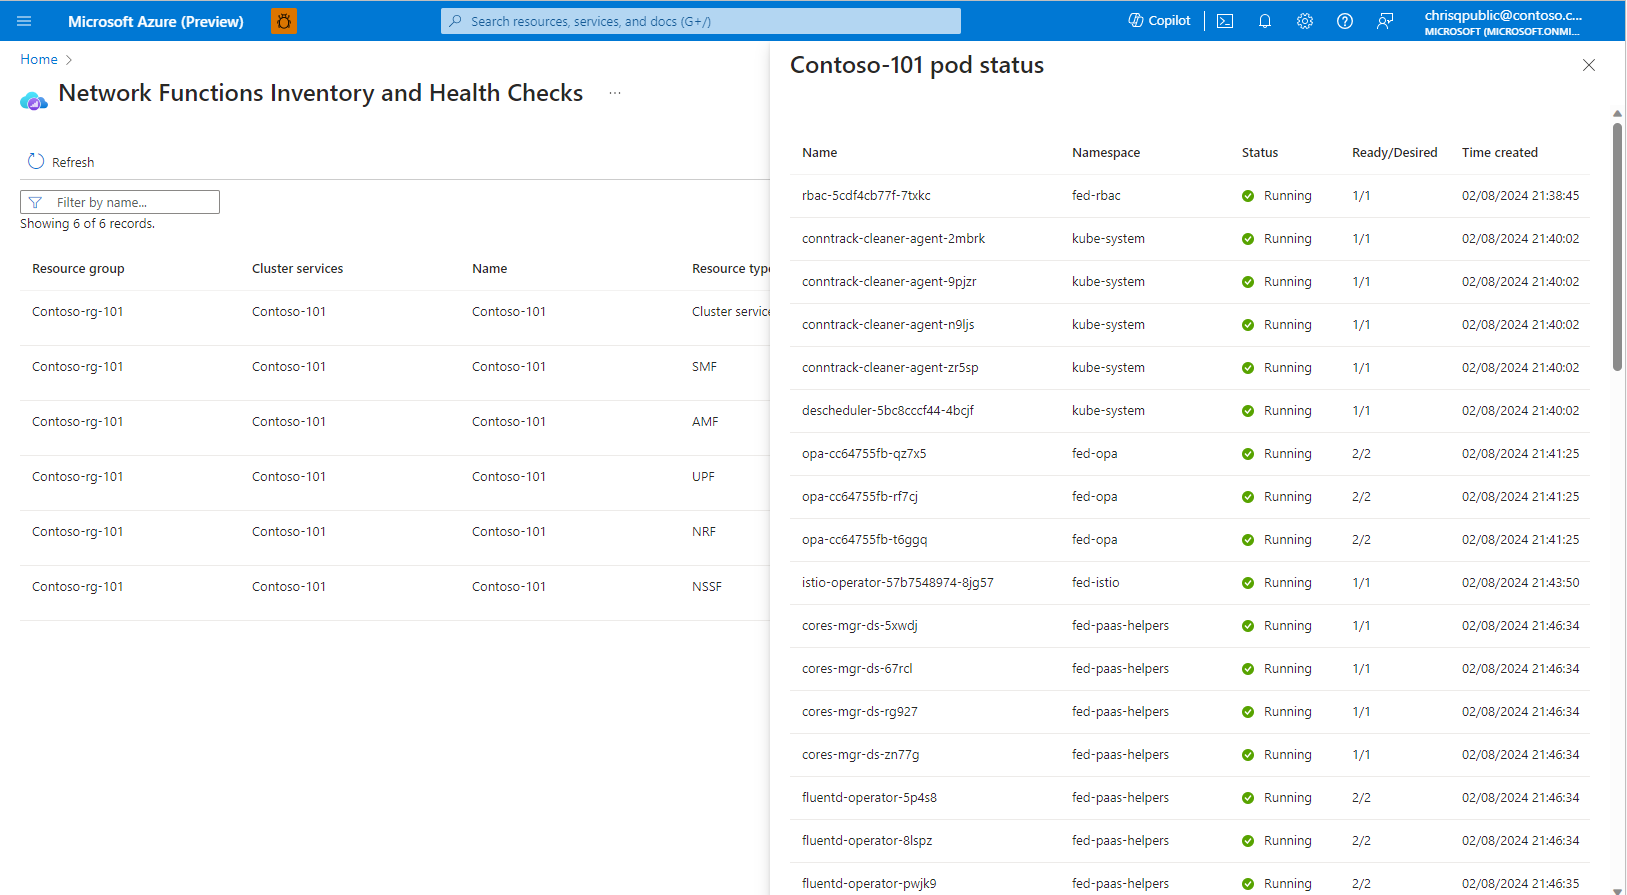 Microsoft Azure (Preview)
Search resources, services, and docs (G+/)
Copilot
chrisqpublic@contoso.c...
MICROSOFT (MICROSOFT.ONMI...
Home
Network Functions Inventory and Health Checks
...
Refresh
Filter by name...
Showing 6 of 6 records.
Resource group Cluster services Name Resource type
Contoso-rg-101 Contoso-101 Contoso-101 Cluster service
Contoso-rg-101 Contoso-101 Contoso-101 SMF
Contoso-rg-101 Contoso-101 Contoso-101 AMF
Contoso-rg-101 Contoso-101 Contoso-101 UPF
Contoso-rg-101 Contoso-101 Contoso-101 NRF
Contoso-rg-101 Contoso-101 Contoso-101 NSSF
Contoso-101 pod status
Name Namespace Status Ready/Desired Time created
rbac-5cdf4cb77f-7txkc fed-rbac Running 1/1 02/08/2024 21:38:45
conntrack-cleaner-agent-2mbrk kube-system Running 1/1 02/08/2024 21:40:02
conntrack-cleaner-agent-9pjzr kube-system Running 1/1 02/08/2024 21:40:02
conntrack-cleaner-agent-n9ljs kube-system Running 1/1 02/08/2024 21:40:02
conntrack-cleaner-agent-zr5sp kube-system Running 1/1 02/08/2024 21:40:02
descheduler-5bc8cccf44-4bcjf kube-system Running 1/1 02/08/2024 21:40:02
opa-cc64755fb-qz7x5 fed-opa Running 2/2 02/08/2024 21:41:25
opa-cc64755fb-rf7cj fed-opa Running 2/2 02/08/2024 21:41:25
opa-cc64755fb-t6ggq fed-opa Running 2/2 02/08/2024 21:41:25
istio-operator-57b7548974-8jg57 fed-istio Running 1/1 02/08/2024 21:43:50
cores-mgr-ds-5xwdj fed-paas-helpers Running 1/1 02/08/2024 21:46:34
cores-mgr-ds-67rcl fed-paas-helpers Running 1/1 02/08/2024 21:46:34
cores-mgr-ds-rg927 fed-paas-helpers Running 1/1 02/08/2024 21:46:34
cores-mgr-ds-zn77g fed-paas-helpers Running 1/1 02/08/2024 21:46:34
fluentd-operator-5p4s8 fed-paas-helpers Running 2/2 02/08/2024 21:46:34
fluentd-operator-8lspz fed-paas-helpers Running 2/2 02/08/2024 21:46:34
fluentd-operator-pwjk9 fed-paas-helpers Running 2/2 02/08/2024 21:46:35